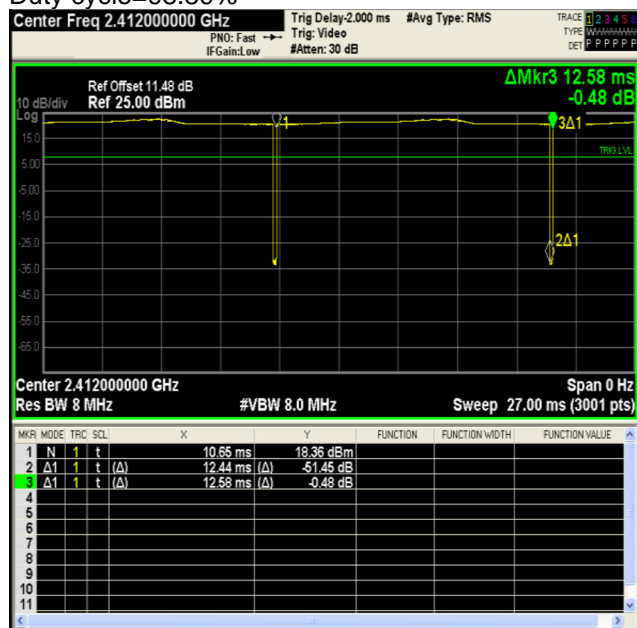 Center Freq 2.412000000 GHz
PNO: Fast
IFGain:Low
Trig Delay-2.000 ms
Trig: Video
#Atten: 30 dB
#Avg Type: RMS
TRACE 1 2 3 4 5 6
TYPE W
DET P P P P P P
ΔMkr3 12.58 ms
-0.48 dB
Ref Offset 11.48 dB
10 dB/div Ref 25.00 dBm
Log
1
3Δ1
15.0
TRIG LVL
5.00
-5.00
-15.0
-25.0
2Δ1
-35.0
-45.0
-55.0
-65.0
Center 2.412000000 GHz Span 0 Hz
Res BW 8 MHz #VBW 8.0 MHz Sweep 27.00 ms (3001 pts)
MKR MODE TRC SCL X Y FUNCTION FUNCTION WIDTH FUNCTION VALUE
1 N 1 t 10.65 ms 18.36 dBm
2 Δ1 1 t (Δ) 12.44 ms (Δ) -51.45 dB
3 Δ1 1 t (Δ) 12.58 ms (Δ) -0.48 dB
4
5
6
7
8
9
10
11